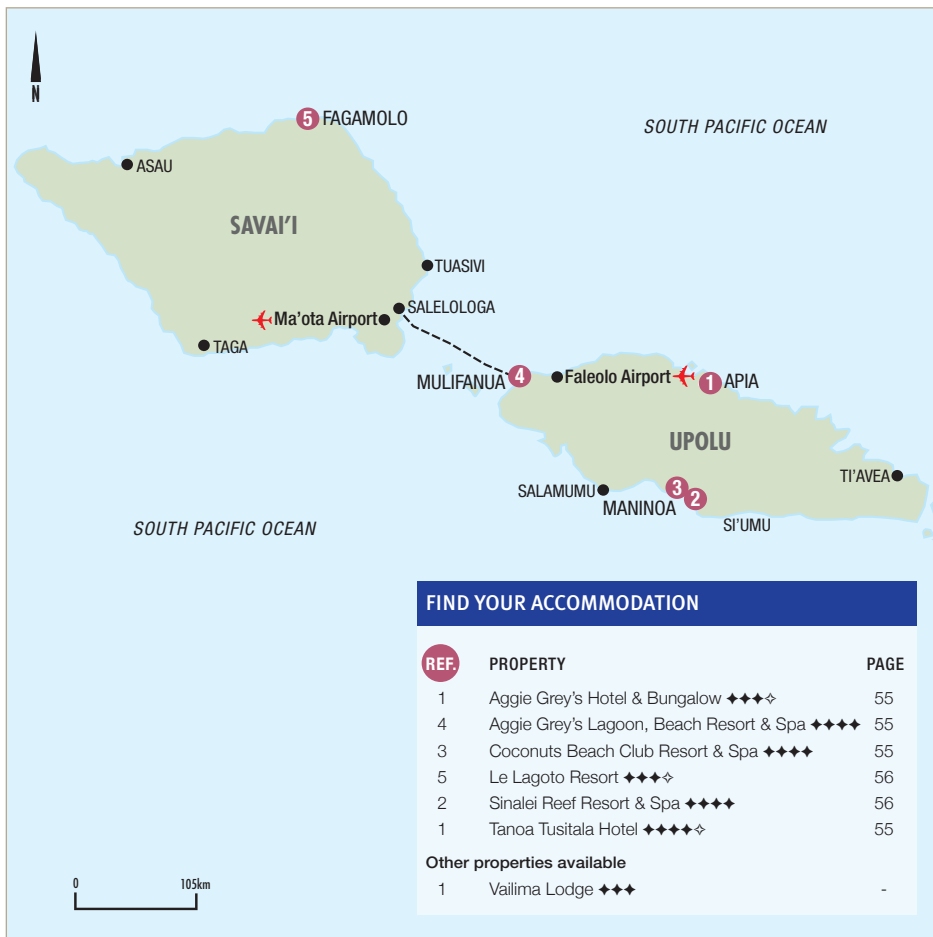 N
5 FAGAMOLO
SOUTH PACIFIC OCEAN
ASAU
SAVAI'I
TUASIVI
SALELOLOGA
Ma'ota Airport
TAGA
MULIFANUA 4
Faleolo Airport
1 APIA
UPOLU
TI'AVEA
SALAMUMU
3
MANINOA 2
SI'UMU
SOUTH PACIFIC OCEAN
FIND YOUR ACCOMMODATION
REF. PROPERTY PAGE
1 Aggie Grey's Hotel & Bungalow ✦✦✦✧ 55
4 Aggie Grey's Lagoon, Beach Resort & Spa ✦✦✦✦ 55
3 Coconuts Beach Club Resort & Spa ✦✦✦✦ 55
5 Le Lagoto Resort ✦✦✦✧ 56
2 Sinalei Reef Resort & Spa ✦✦✦✦ 56
1 Tanoa Tusitala Hotel ✦✦✦✦✧ 55
Other properties available
1 Vailima Lodge ✦✦✦ -
0 105km